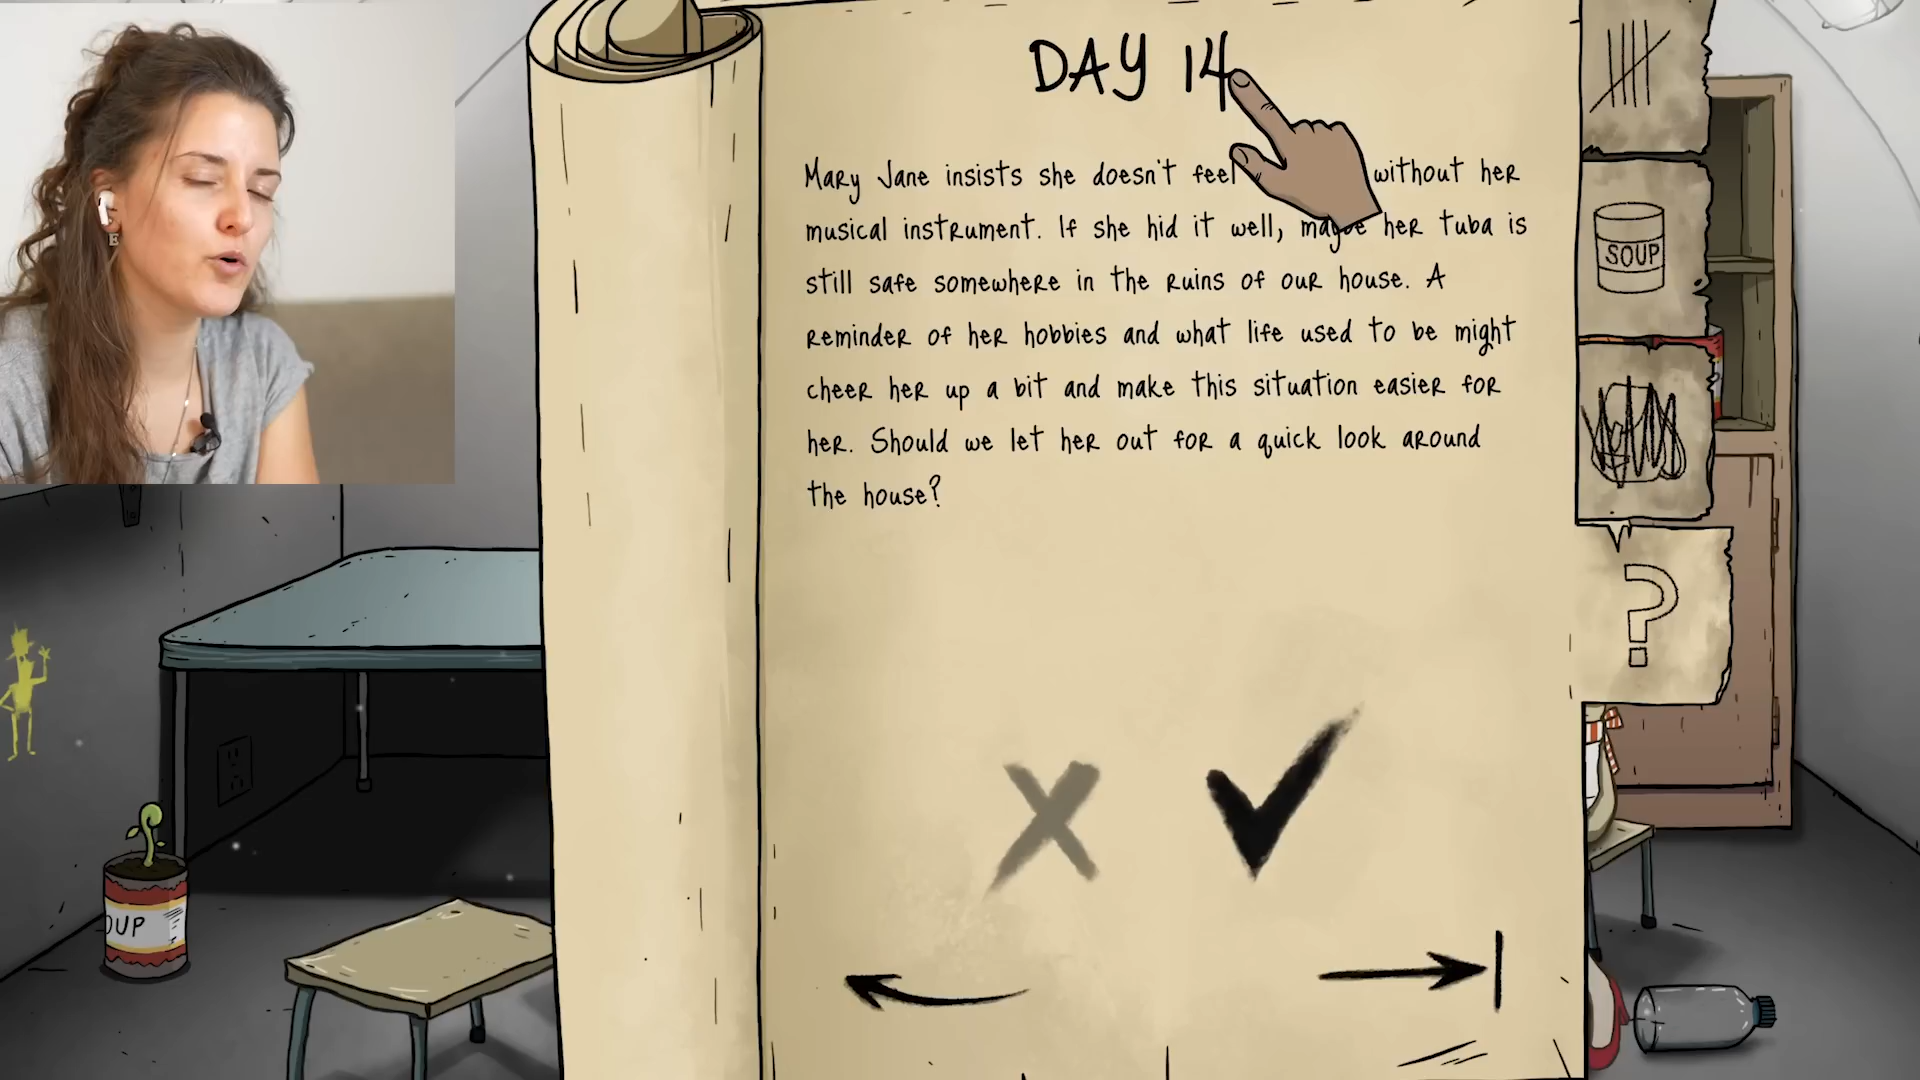 DAY 14
Mary Jane insists she doesn't feel without her
musical instrument. If she hid it well, maybe her tuba is
still safe somewhere in the ruins of our house. A
reminder of her hobbies and what life used to be might
cheer her up a bit and make this situation easier for
her. Should we let her out for a quick look around
the house?
SOUP
?
OUP
E